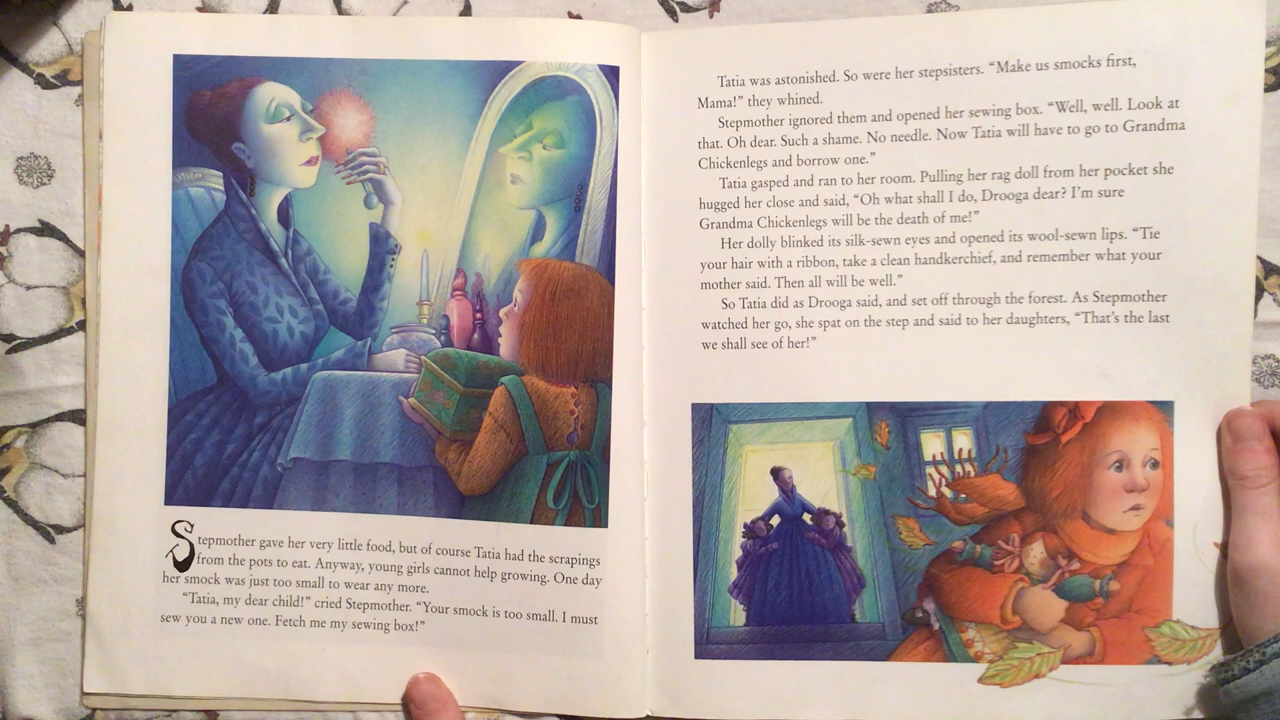 Stepmother gave her very little food, but of course Tatia had the scrapings
from the pots to eat. Anyway, young girls cannot help growing. One day
her smock was just too small to wear any more.
“Tatia, my dear child!” cried Stepmother. “Your smock is too small. I must
sew you a new one. Fetch me my sewing box!”
Tatia was astonished. So were her stepsisters. “Make us smocks first,
Mama!” they whined.
Stepmother ignored them and opened her sewing box. “Well, well. Look at
that. Oh dear. Such a shame. No needle. Now Tatia will have to go to Grandma
Chickenlegs and borrow one.”
Tatia gasped and ran to her room. Pulling her rag doll from her pocket she
hugged her close and said, “Oh what shall I do, Drooga dear? I’m sure
Grandma Chickenlegs will be the death of me!”
Her dolly blinked its silk-sewn eyes and opened its wool-sewn lips. “Tie
your hair with a ribbon, take a clean handkerchief, and remember what your
mother said. Then all will be well.”
So Tatia did as Drooga said, and set off through the forest. As Stepmother
watched her go, she spat on the step and said to her daughters, “That’s the last
we shall see of her!”